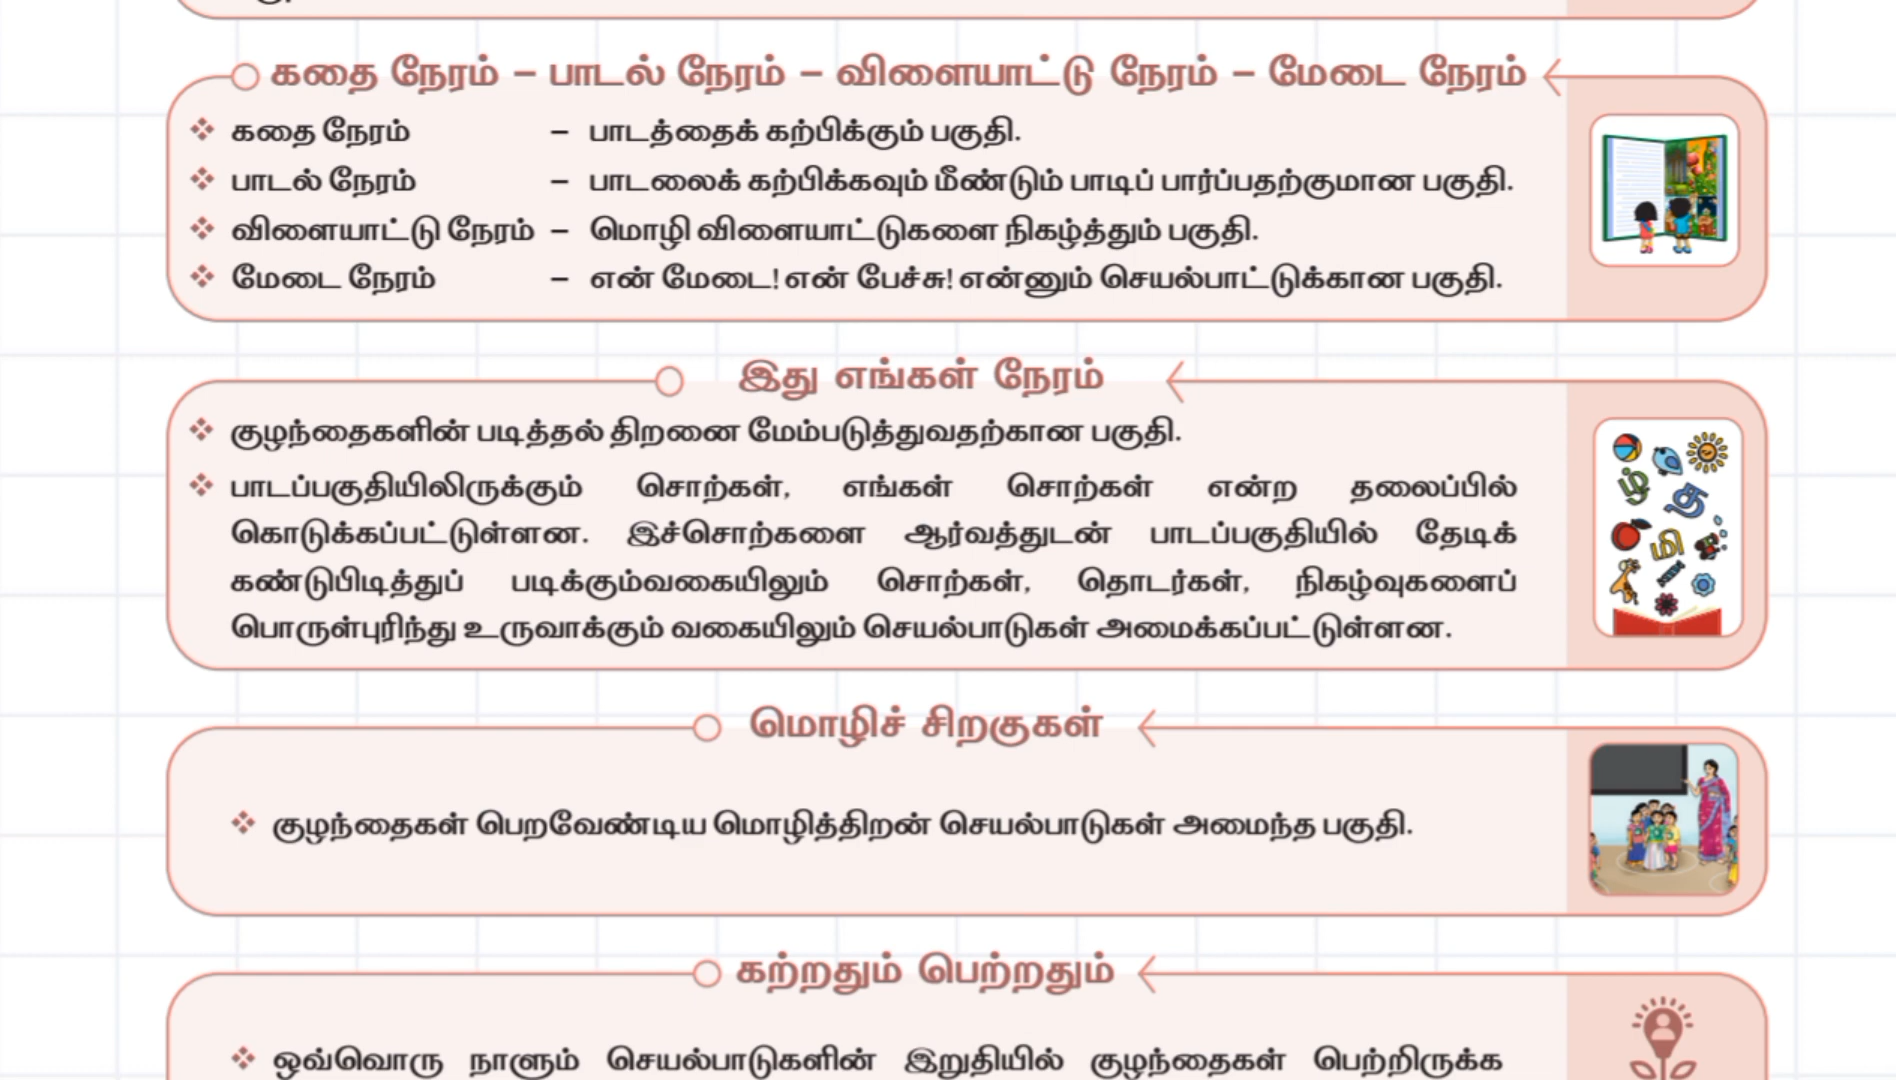 கதை நேரம் – பாடல் நேரம் – விளையாட்டு நேரம் – மேடை நேரம்
❖ கதை நேரம் – பாடத்தைக் கற்பிக்கும் பகுதி.
❖ பாடல் நேரம் – பாடலைக் கற்பிக்கவும் மீண்டும் பாடிப் பார்ப்பதற்குமான பகுதி.
❖ விளையாட்டு நேரம் – மொழி விளையாட்டுகளை நிகழ்த்தும் பகுதி.
❖ மேடை நேரம் – என் மேடை! என் பேச்சு! என்னும் செயல்பாட்டுக்கான பகுதி.
இது எங்கள் நேரம்
❖ குழந்தைகளின் படித்தல் திறனை மேம்படுத்துவதற்கான பகுதி.
❖ பாடப்பகுதியிலிருக்கும் சொற்கள், எங்கள் சொற்கள் என்ற தலைப்பில்
கொடுக்கப்பட்டுள்ளன. இச்சொற்களை ஆர்வத்துடன் பாடப்பகுதியில் தேடிக்
கண்டுபிடித்துப் படிக்கும்வகையிலும் சொற்கள், தொடர்கள், நிகழ்வுகளைப்
பொருள்புரிந்து உருவாக்கும் வகையிலும் செயல்பாடுகள் அமைக்கப்பட்டுள்ளன.
ழ்
த
மி
மொழிச் சிறகுகள்
❖ குழந்தைகள் பெறவேண்டிய மொழித்திறன் செயல்பாடுகள் அமைந்த பகுதி.
கற்றதும் பெற்றதும்
❖ ஒவ்வொரு நாளும் செயல்பாடுகளின் இறுதியில் குழந்தைகள் பெற்றிருக்க